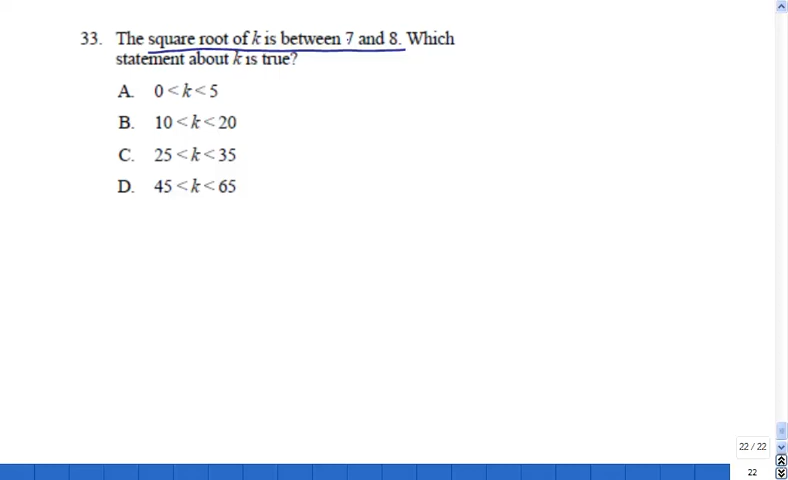 33. The square root of k is between 7 and 8. Which
statement about k is true?
A. 0 < k < 5
B. 10 < k < 20
C. 25 < k < 35
D. 45 < k < 65
22 / 22
22